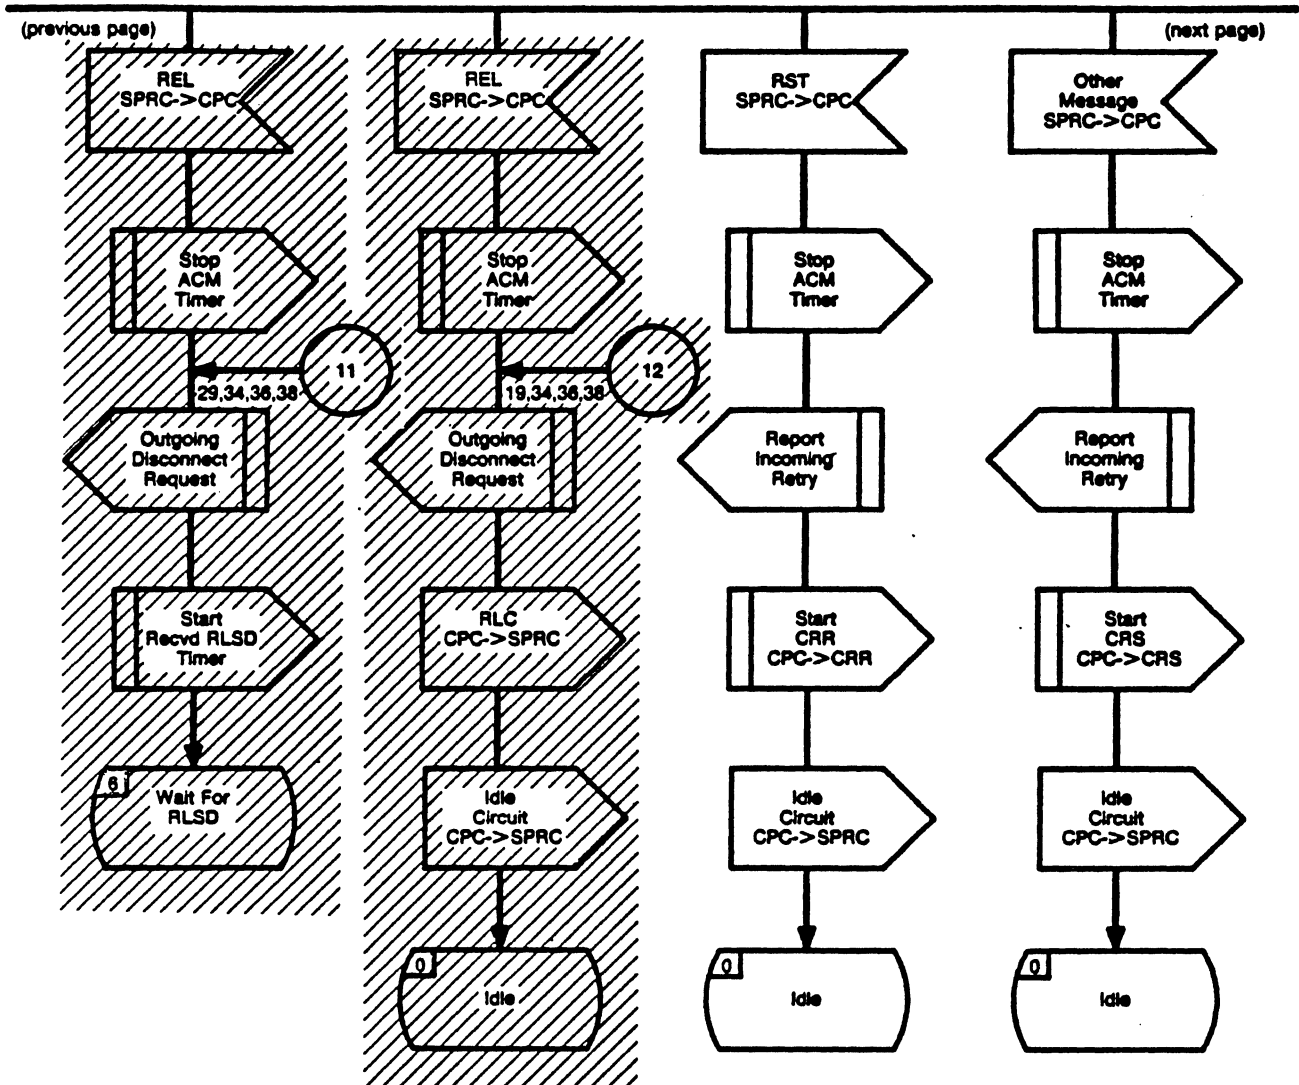 (previous page)
(next page)
REL
SPRC->CPC
Stop
ACM
Timer
11
29,34,36,38
Outgoing
Disconnect
Request
Start
Recvd RLSD
Timer
6
Wait For
RLSD
REL
SPRC->CPC
Stop
ACM
Timer
12
19,34,36,38
Outgoing
Disconnect
Request
RLC
CPC->SPRC
Idle
Circuit
CPC->SPRC
0
Idle
RST
SPRC->CPC
Stop
ACM
Timer
Report
Incoming
Retry
Start
CRR
CPC->CRR
Idle
Circuit
CPC->SPRC
0
Idle
Other
Message
SPRC->CPC
Stop
ACM
Timer
Report
Incoming
Retry
Start
CRS
CPC->CRS
Idle
Circuit
CPC->SPRC
0
Idle